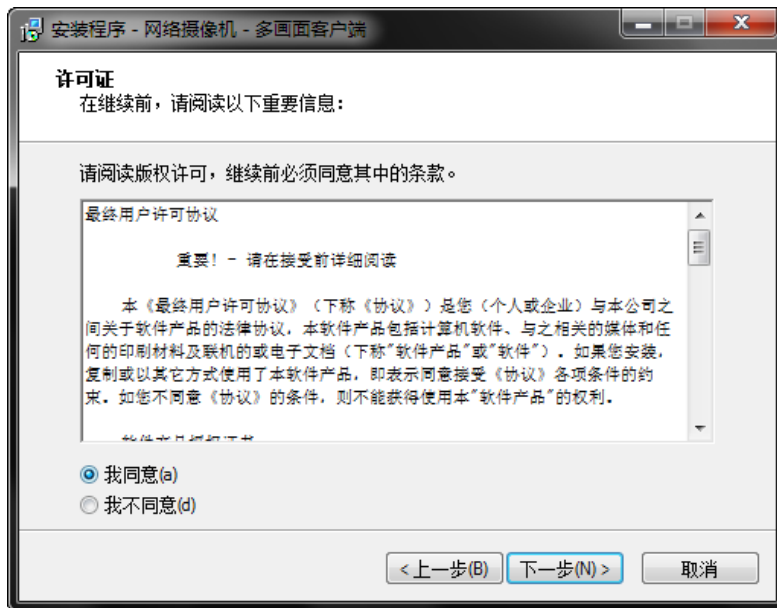 安装程序 - 网络摄像机 - 多画面客户端
许可证
在继续前，请阅读以下重要信息：
请阅读版权许可，继续前必须同意其中的条款。
最终用户许可协议
重要! - 请在接受前详细阅读
本《最终用户许可协议》（下称《协议》）是您（个人或企业）与本公司之
间关于软件产品的法律协议．本软件产品包括计算机软件、与之相关的媒体和任
何的印刷材料及联机的或电子文档（下称"软件产品"或"软件"）．如果您安装，
复制或以其它方式使用了本软件产品，即表示同意接受《协议》各项条件的约
束．如您不同意《协议》的条件，则不能获得使用本"软件产品"的权利．
我同意(a)
我不同意(d)
<上一步(B)
下一步(N)>
取消